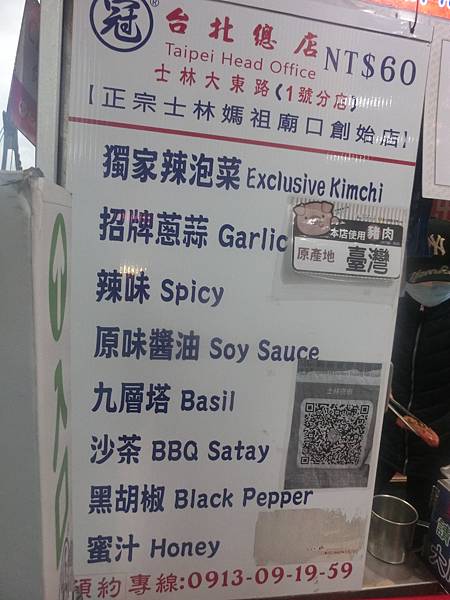 冠® 台北總店
Taipei Head Office NT$60
士林大東路(1號分店)
【正宗士林媽祖廟口創始店】
獨家辣泡菜 Exclusive Kimchi
招牌蔥蒜 Garlic
本店使用豬肉
原產地 臺灣
辣味 Spicy
原味醬油 Soy Sauce
九層塔 Basil
沙茶 BBQ Satay
黑胡椒 Black Pepper
蜜汁 Honey
預約專線:0913-09-19-59